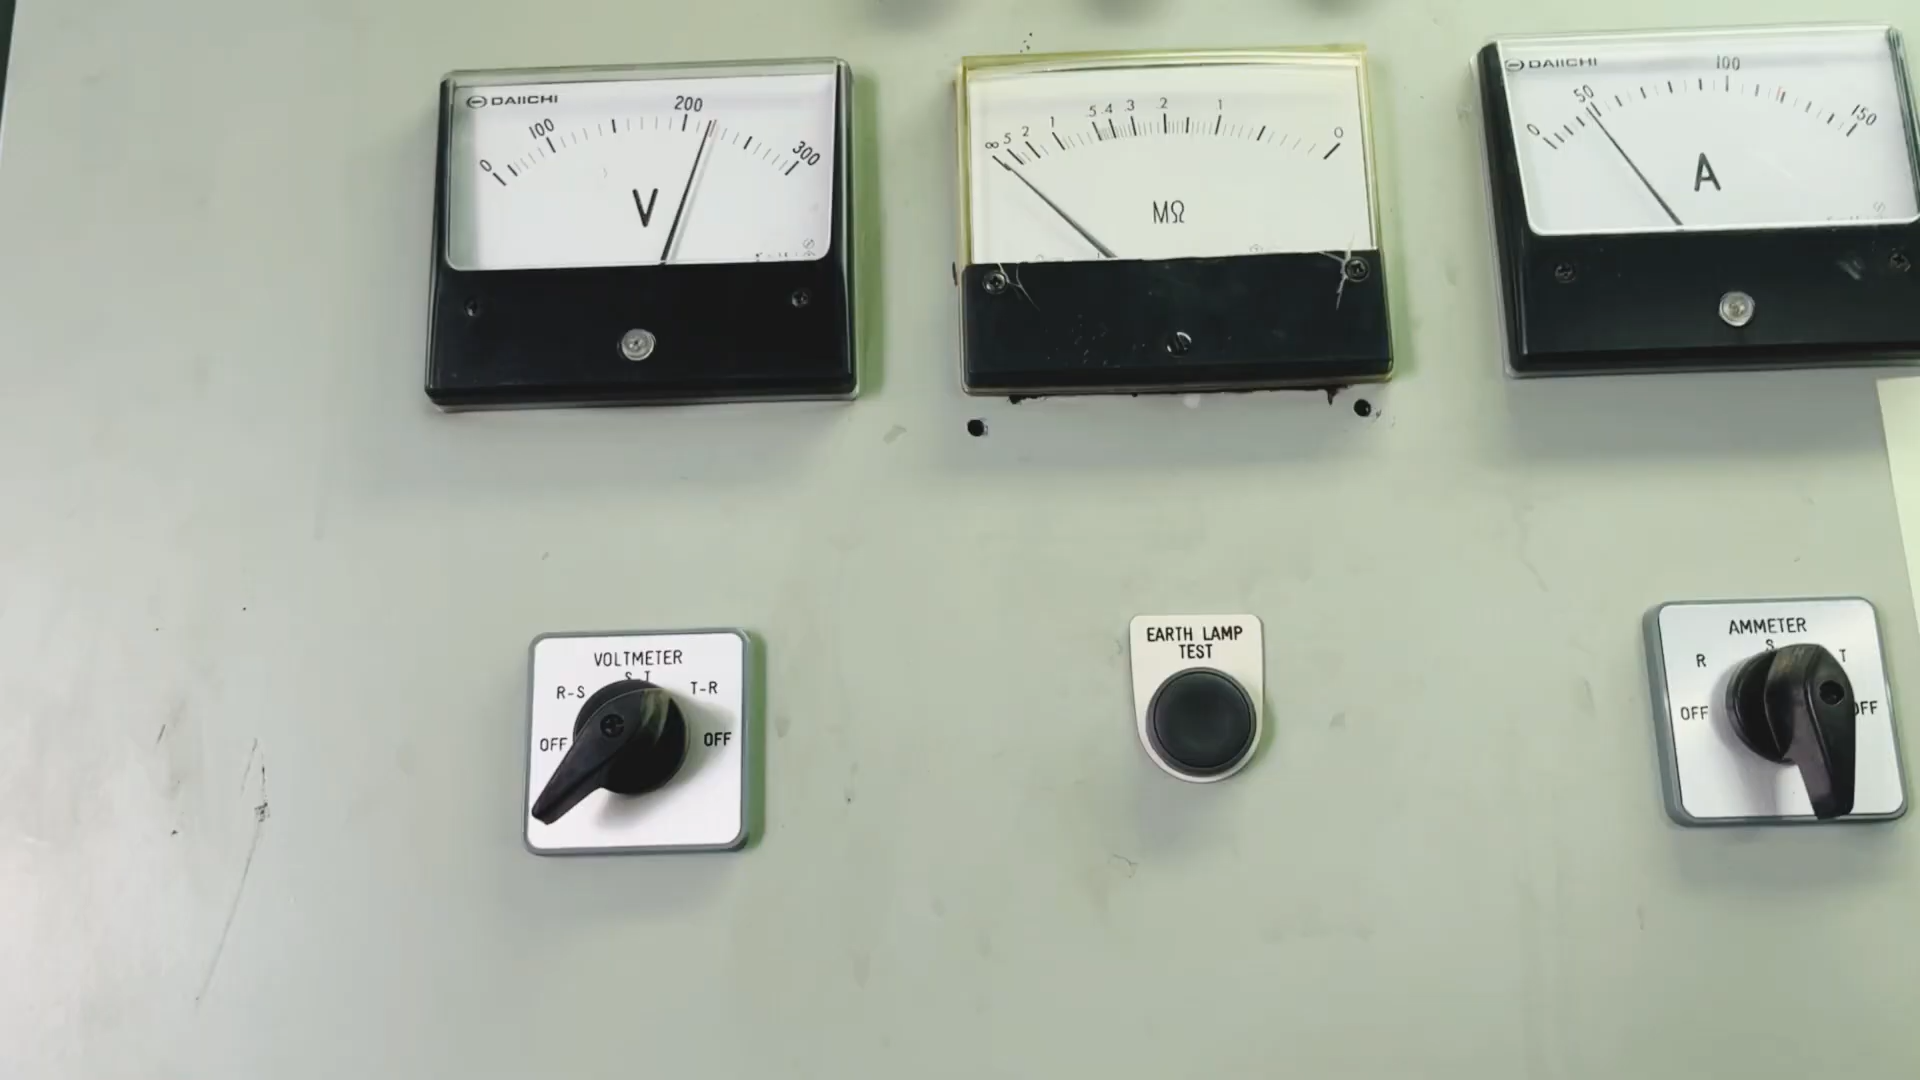 DAIICHI
0 100 200 300
V
∞ 5 2 1 .5 .4 .3 .2 .1 0
MΩ
DAIICHI
0 50 100 150
A
VOLTMETER
R-S S-T T-R
OFF OFF
EARTH LAMP
TEST
AMMETER
R S T
OFF OFF